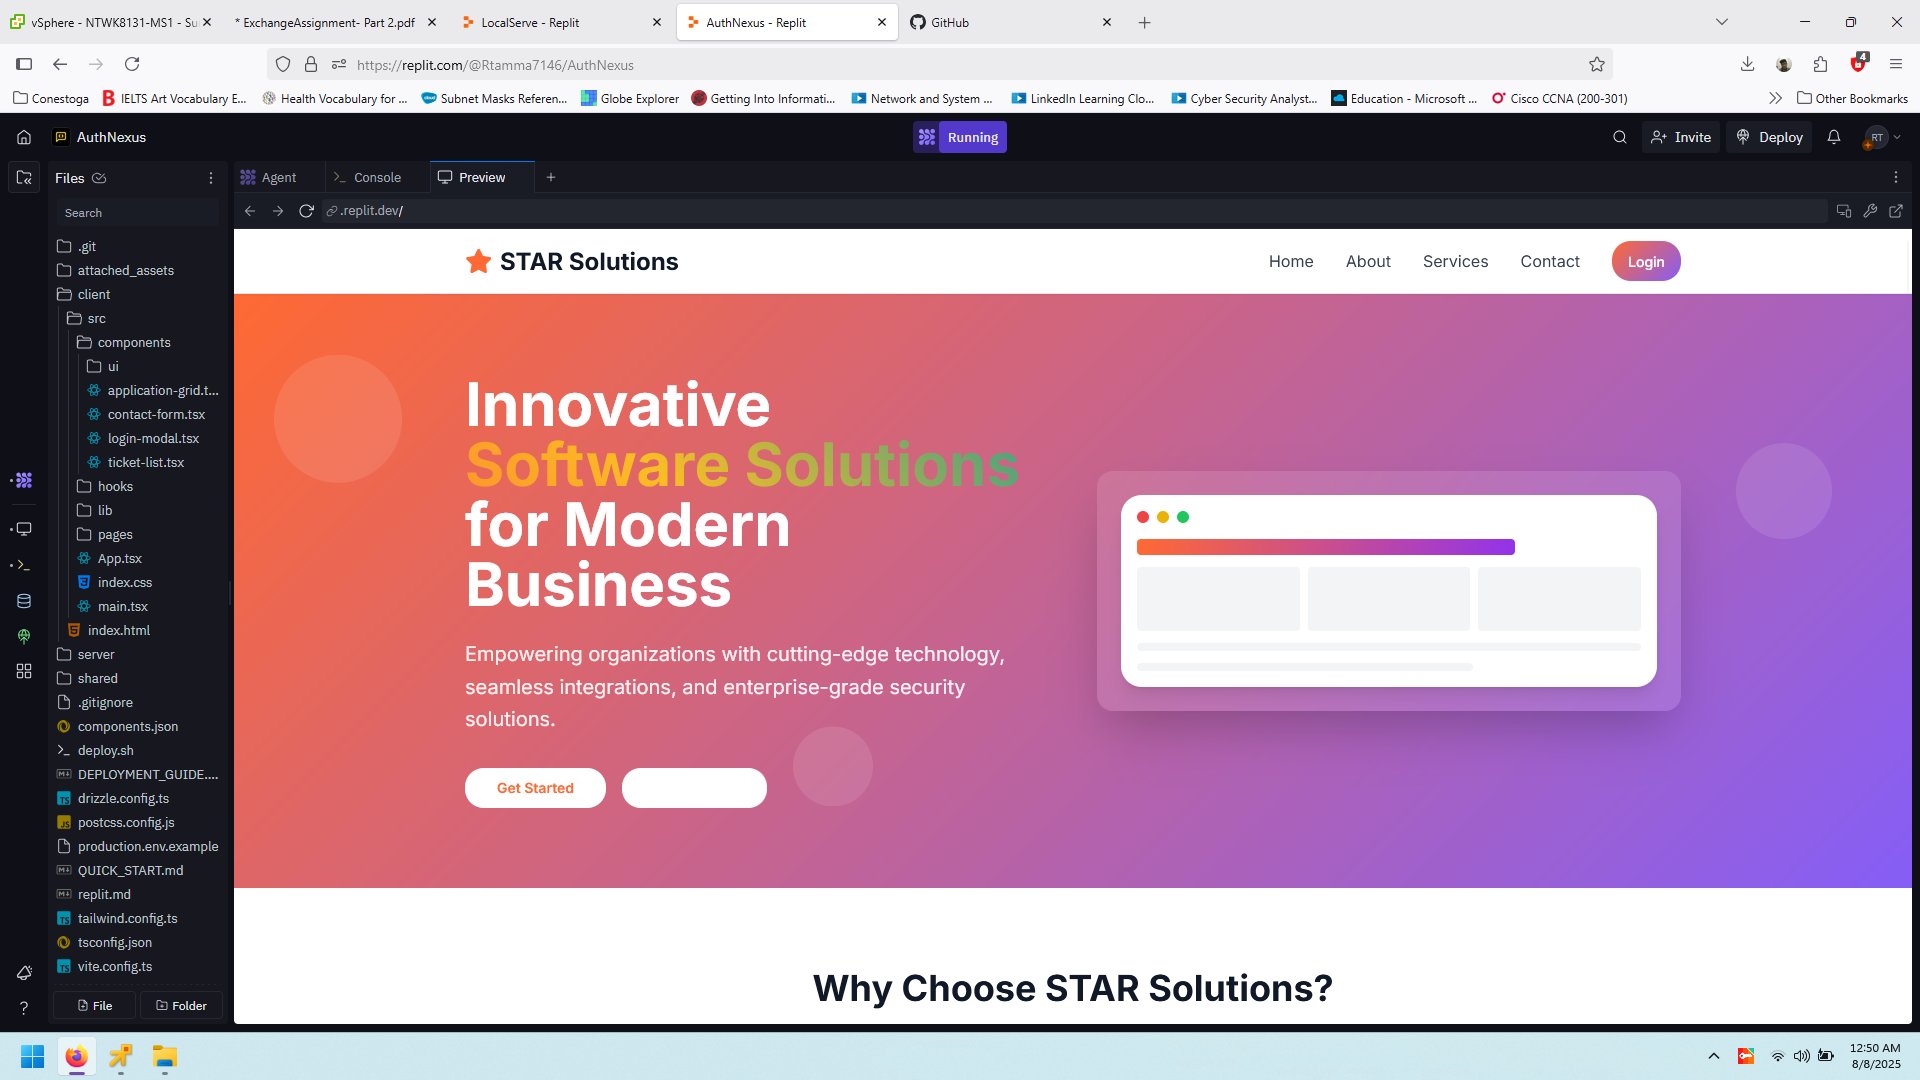 vSphere - NTWK8131-MS1 - Su
* ExchangeAssignment- Part 2.pdf
LocalServe - Replit
AuthNexus - Replit
GitHub
https://replit.com/@Rtamma7146/AuthNexus
4
Conestoga
IELTS Art Vocabulary E...
Health Vocabulary for ...
Subnet Masks Referen...
Globe Explorer
Getting Into Informati...
Network and System ...
LinkedIn Learning Clo...
Cyber Security Analyst...
Education - Microsoft ...
Cisco CCNA (200-301)
Other Bookmarks
AuthNexus
Running
Invite
Deploy
RT
Files
Agent
Console
Preview
Search
.replit.dev/
.git
attached_assets
client
src
components
ui
application-grid.t...
contact-form.tsx
login-modal.tsx
ticket-list.tsx
hooks
lib
pages
App.tsx
index.css
main.tsx
index.html
server
shared
.gitignore
components.json
deploy.sh
DEPLOYMENT_GUIDE....
drizzle.config.ts
postcss.config.js
production.env.example
QUICK_START.md
replit.md
tailwind.config.ts
tsconfig.json
vite.config.ts
File
Folder
STAR Solutions
Home
About
Services
Contact
Login
Innovative
Software Solutions
for Modern
Business
Empowering organizations with cutting-edge technology,
seamless integrations, and enterprise-grade security
solutions.
Get Started
Why Choose STAR Solutions?
12:50 AM
8/8/2025